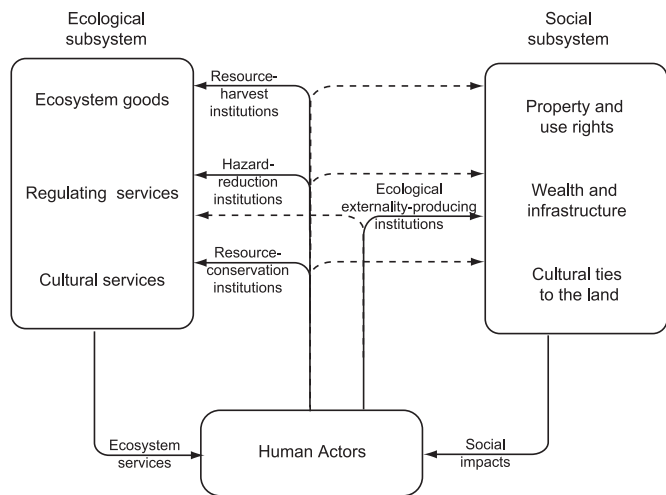 Ecological
subsystem
Social
subsystem
Ecosystem goods
Regulating services
Cultural services
Resource-
harvest
institutions
Hazard-
reduction
institutions
Resource-
conservation
institutions
Ecological
externality-producing
institutions
Property and
use rights
Wealth and
infrastructure
Cultural ties
to the land
Ecosystem
services
Human Actors
Social
impacts